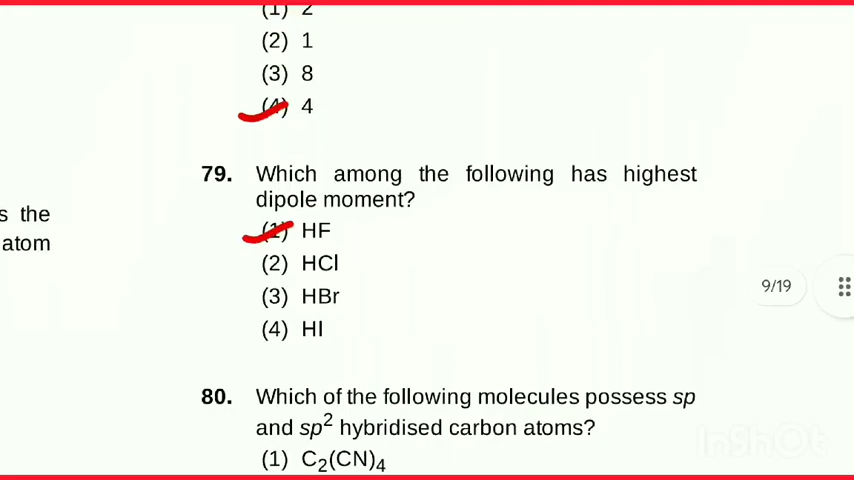 (1) 2
(2) 1
(3) 8
(4) 4
79. Which among the following has highest
dipole moment?
(1) HF
(2) HCl
(3) HBr
(4) HI
80. Which of the following molecules possess sp
and sp² hybridised carbon atoms?
(1) C₂(CN)₄
s the
atom
9/19
InShOt